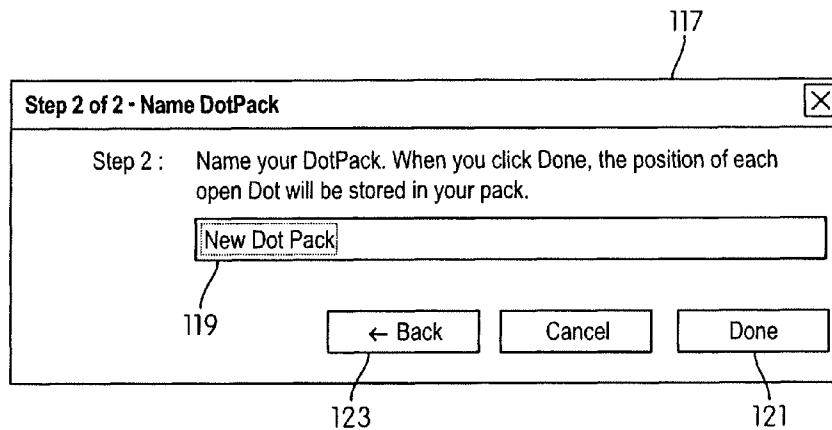 117
Step 2 of 2 - Name DotPack
Step 2 : Name your DotPack. When you click Done, the position of each
open Dot will be stored in your pack.
New Dot Pack
119
← Back Cancel Done
123 121